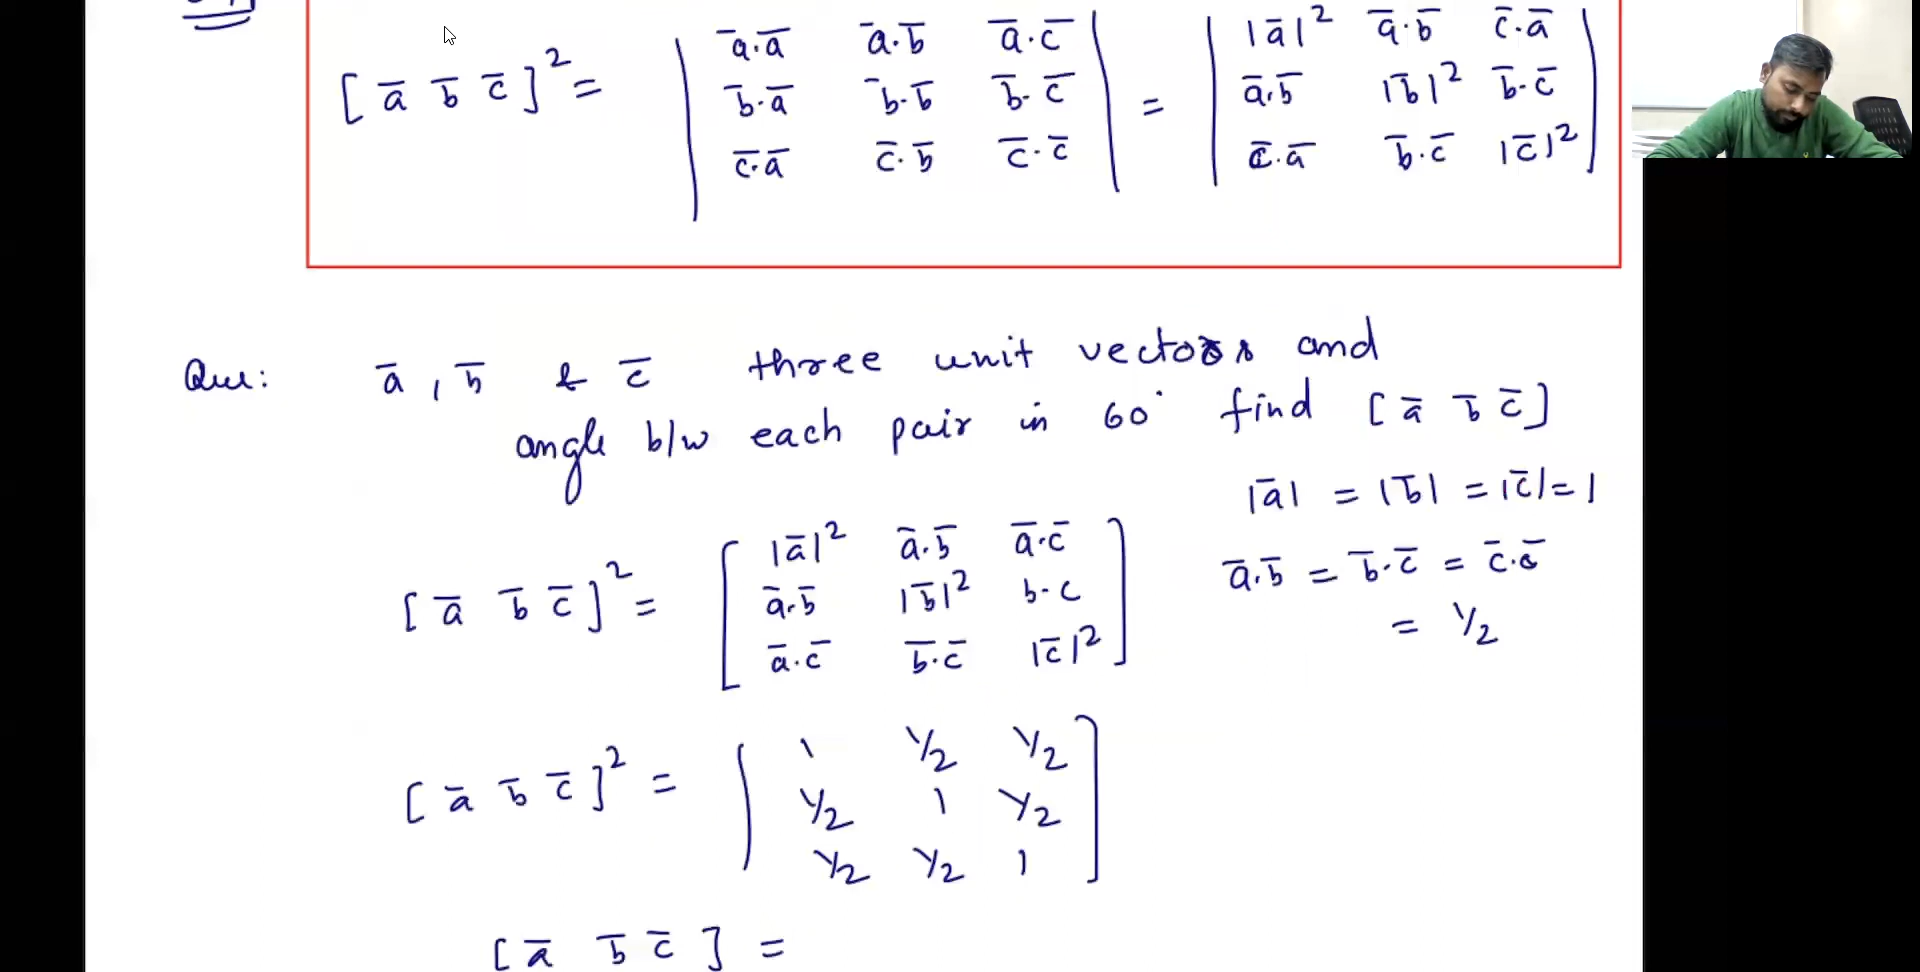 [ā b̄ c̄]² = | ā·ā ā·b̄ ā·c̄ | = | |ā|² ā·b̄ c̄·ā |
| b̄·ā b̄·b̄ b̄·c̄ | | ā·b̄ |b̄|² b̄·c̄ |
| c̄·ā c̄·b̄ c̄·c̄ | | c̄·ā b̄·c̄ |c̄|² |
Que: ā, b̄ & c̄ three unit vectors and
angle b/w each pair in 60° find [ā b̄ c̄]
|ā| = |b̄| = |c̄| = 1
ā·b̄ = b̄·c̄ = c̄·ā
= 1/2
[ā b̄ c̄]² = [ |ā|² ā·b̄ ā·c̄ ]
[ ā·b̄ |b̄|² b·c ]
[ ā·c̄ b̄·c̄ |c̄|² ]
[ā b̄ c̄]² = | 1 1/2 1/2 ]
| 1/2 1 1/2 ]
| 1/2 1/2 1 ]
[ā b̄ c̄] =